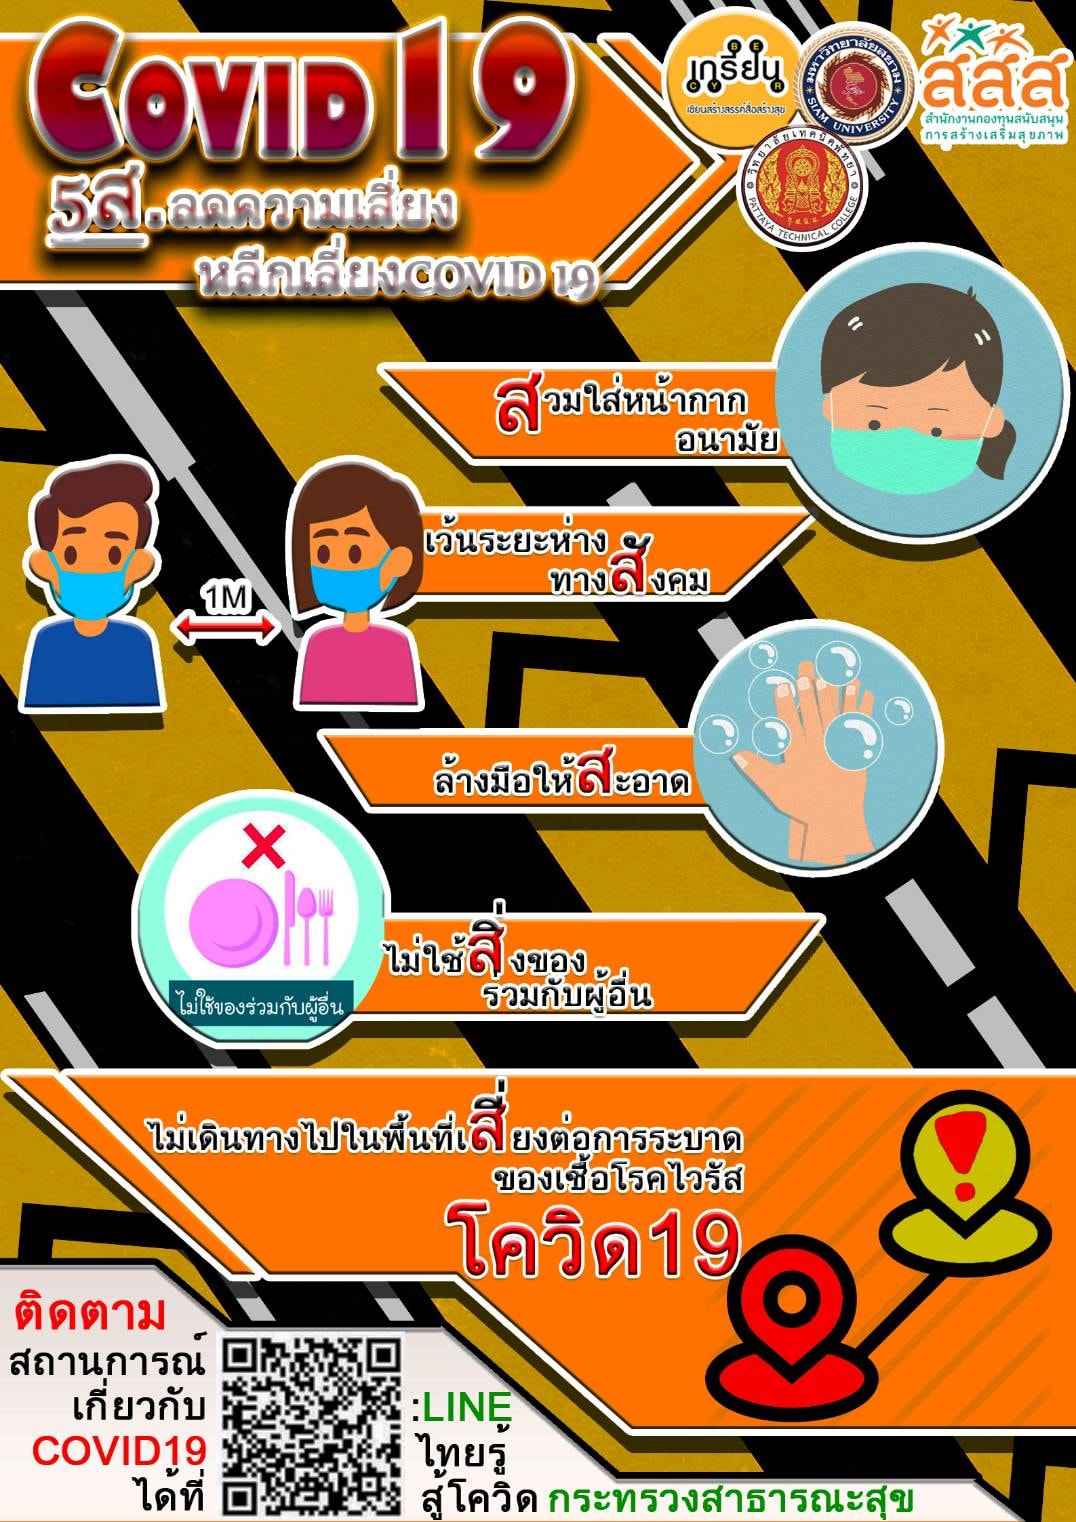 COVID 19
5ส.ลดความเสี่ยง
หลีกเลี่ยงCOVID 19
BE
เกรียน
CYBER
เขียนสร้างสรรค์สื่อสร้างสุข
มหาวิทยาลัยสยาม
SIAM UNIVERSITY
สสส
สำนักงานกองทุนสนับสนุน
การสร้างเสริมสุขภาพ
วิทยาลัยเทคนิคพัทยา
PATTAYA TECHNICAL COLLEGE
สวมใส่หน้ากาก
อนามัย
เว้นระยะห่าง
ทางสังคม
1M
ล้างมือให้สะอาด
ไม่ใช้สิ่งของ
ร่วมกับผู้อื่น
ไม่ใช้ของร่วมกับผู้อื่น
ไม่เดินทางไปในพื้นที่เสี่ยงต่อการระบาด
ของเชื้อโรคไวรัส
โควิด19
ติดตาม
สถานการณ์
เกี่ยวกับ
COVID19
ได้ที่
:LINE
ไทยรู้
สู้โควิด กระทรวงสาธารณะสุข